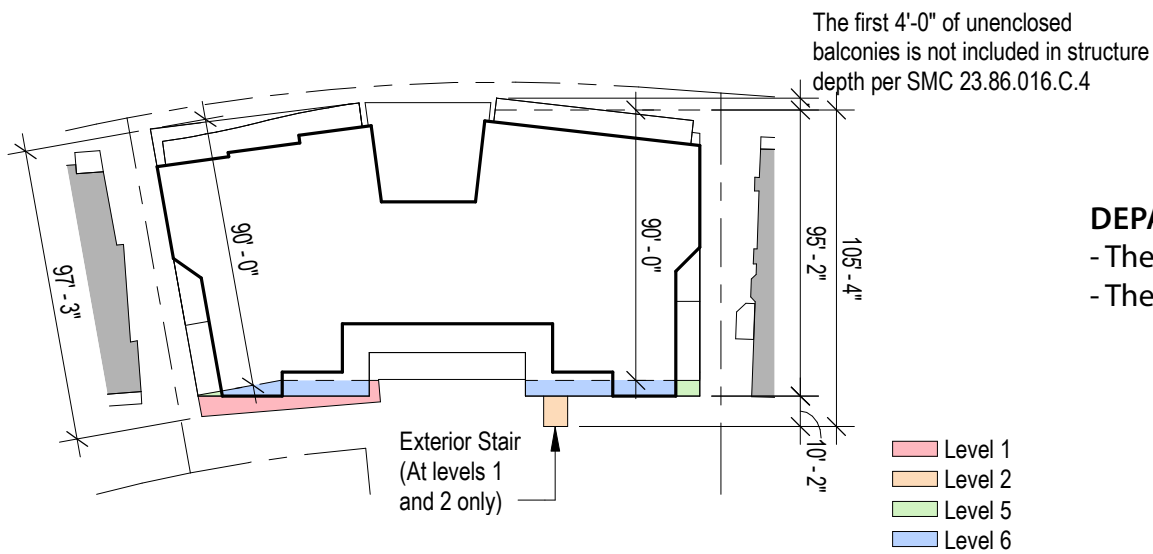 The first 4'-0" of unenclosed
balconies is not included in structure
depth per SMC 23.86.016.C.4
DEPA
- The
- The
97' - 3"
90' - 0"
90' - 0"
95' - 2"
105' - 4"
10' - 2"
Exterior Stair
(At levels 1
and 2 only)
Level 1
Level 2
Level 5
Level 6